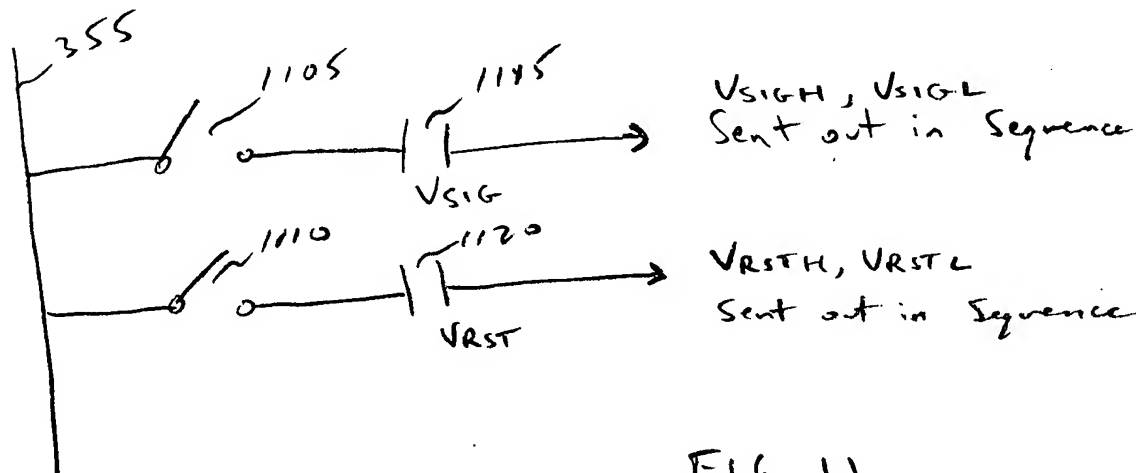 355
1105
1145
VSIGH, VSIGL
Sent out in Sequence
VSIG
1110
1120
VRSTH, VRSTL
Sent out in Sequence
VRST
FIG. 11